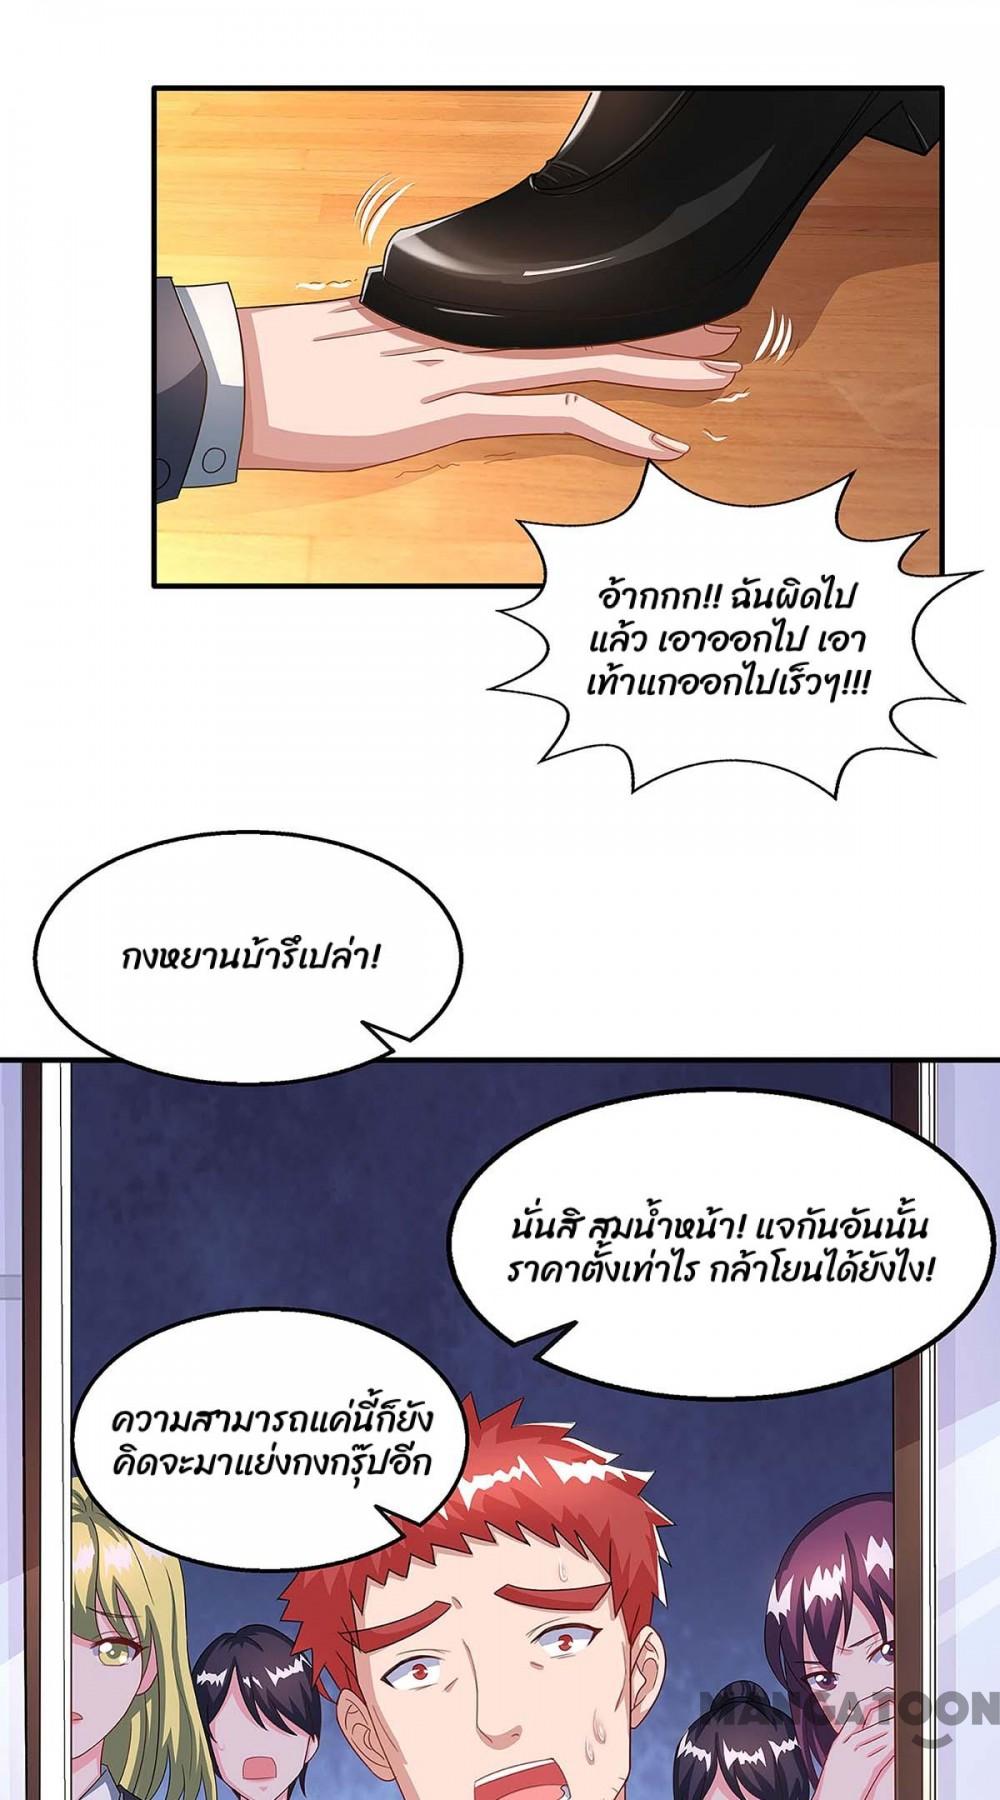 อ้ากกก!! ฉันผิดไป
แล้ว เอาออกไป เอา
เท้าแกออกไปเร็วๆ!!!
กงหยานบ้ารึเปล่า!
นั่นสิ สมน้ำหน้า! แจกันอันนั้น
ราคาตั้งเท่าไร กล้าโยนได้ยังไง!
ความสามารถแค่นี้ก็ยัง
คิดจะมาแย่งกงกรุ๊ปอีก
MANGATOON